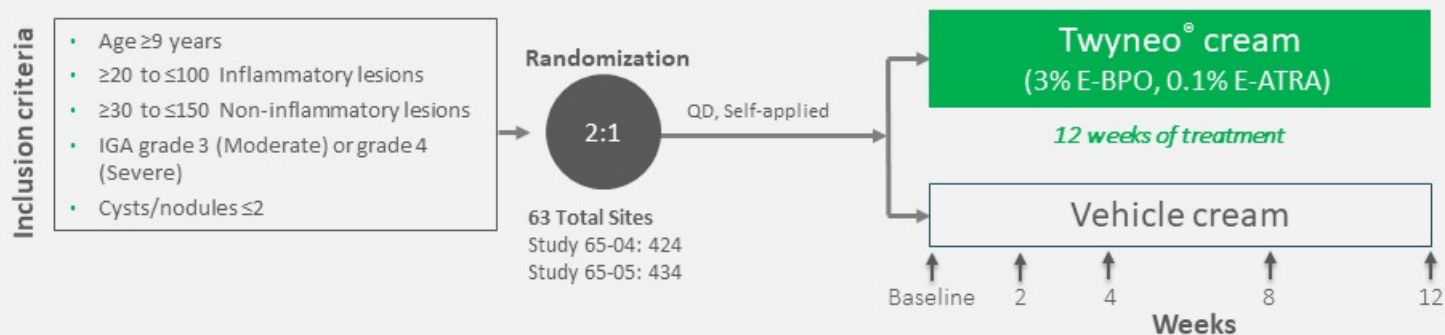 Inclusion criteria
• Age ≥9 years
• ≥20 to ≤100 Inflammatory lesions
• ≥30 to ≤150 Non-inflammatory lesions
• IGA grade 3 (Moderate) or grade 4
(Severe)
• Cysts/nodules ≤2
Randomization
2:1
63 Total Sites
Study 65-04: 424
Study 65-05: 434
QD, Self-applied
Twyneo® cream
(3% E-BPO, 0.1% E-ATRA)
12 weeks of treatment
Vehicle cream
Baseline 2 4 8 12
Weeks